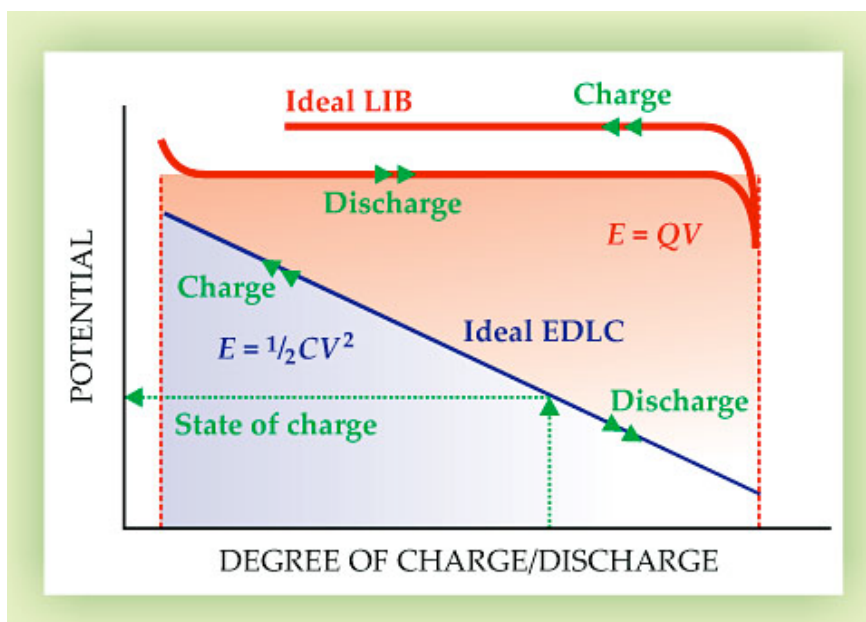 Ideal LIB
Charge
Discharge
E = QV
Charge
Ideal EDLC
E = 1/2CV²
Discharge
State of charge
POTENTIAL
DEGREE OF CHARGE/DISCHARGE